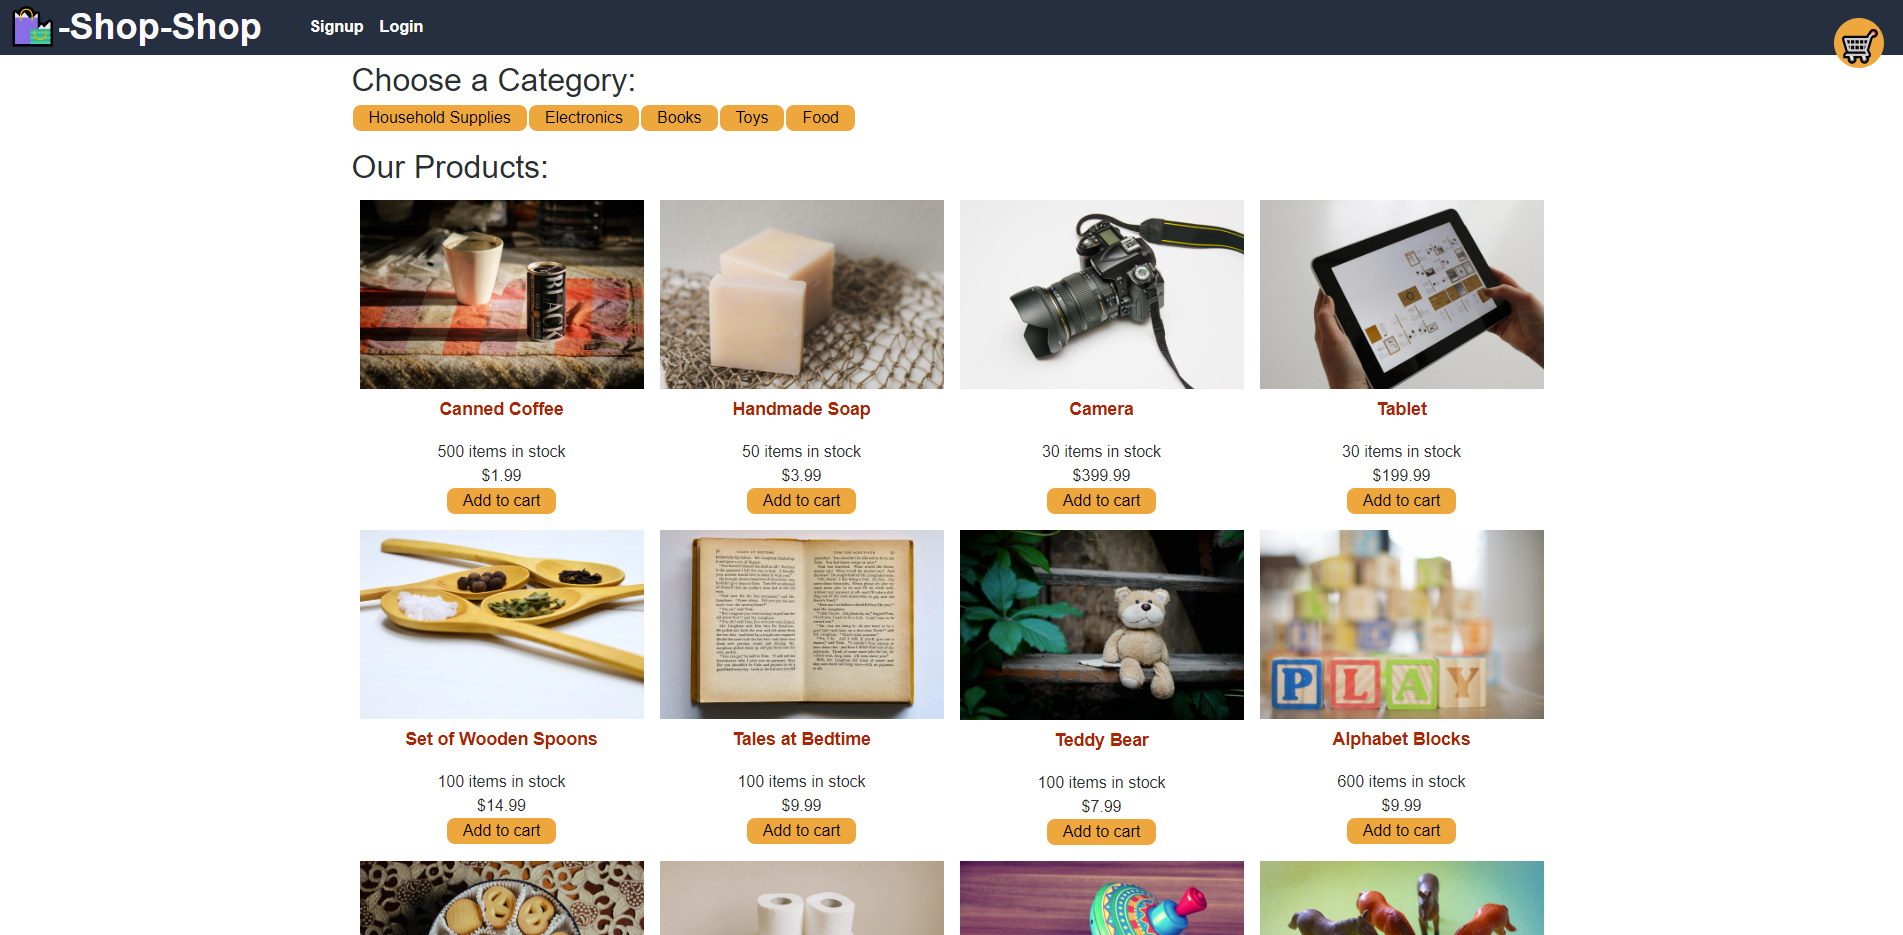 -Shop-Shop
Signup Login
Choose a Category:
Household Supplies Electronics Books Toys Food
Our Products:
BLACK
Canned Coffee
500 items in stock
$1.99
Add to cart
Handmade Soap
50 items in stock
$3.99
Add to cart
Camera
30 items in stock
$399.99
Add to cart
Tablet
30 items in stock
$199.99
Add to cart
Set of Wooden Spoons
100 items in stock
$14.99
Add to cart
Tales at Bedtime
100 items in stock
$9.99
Add to cart
Teddy Bear
100 items in stock
$7.99
Add to cart
PLAY
Alphabet Blocks
600 items in stock
$9.99
Add to cart